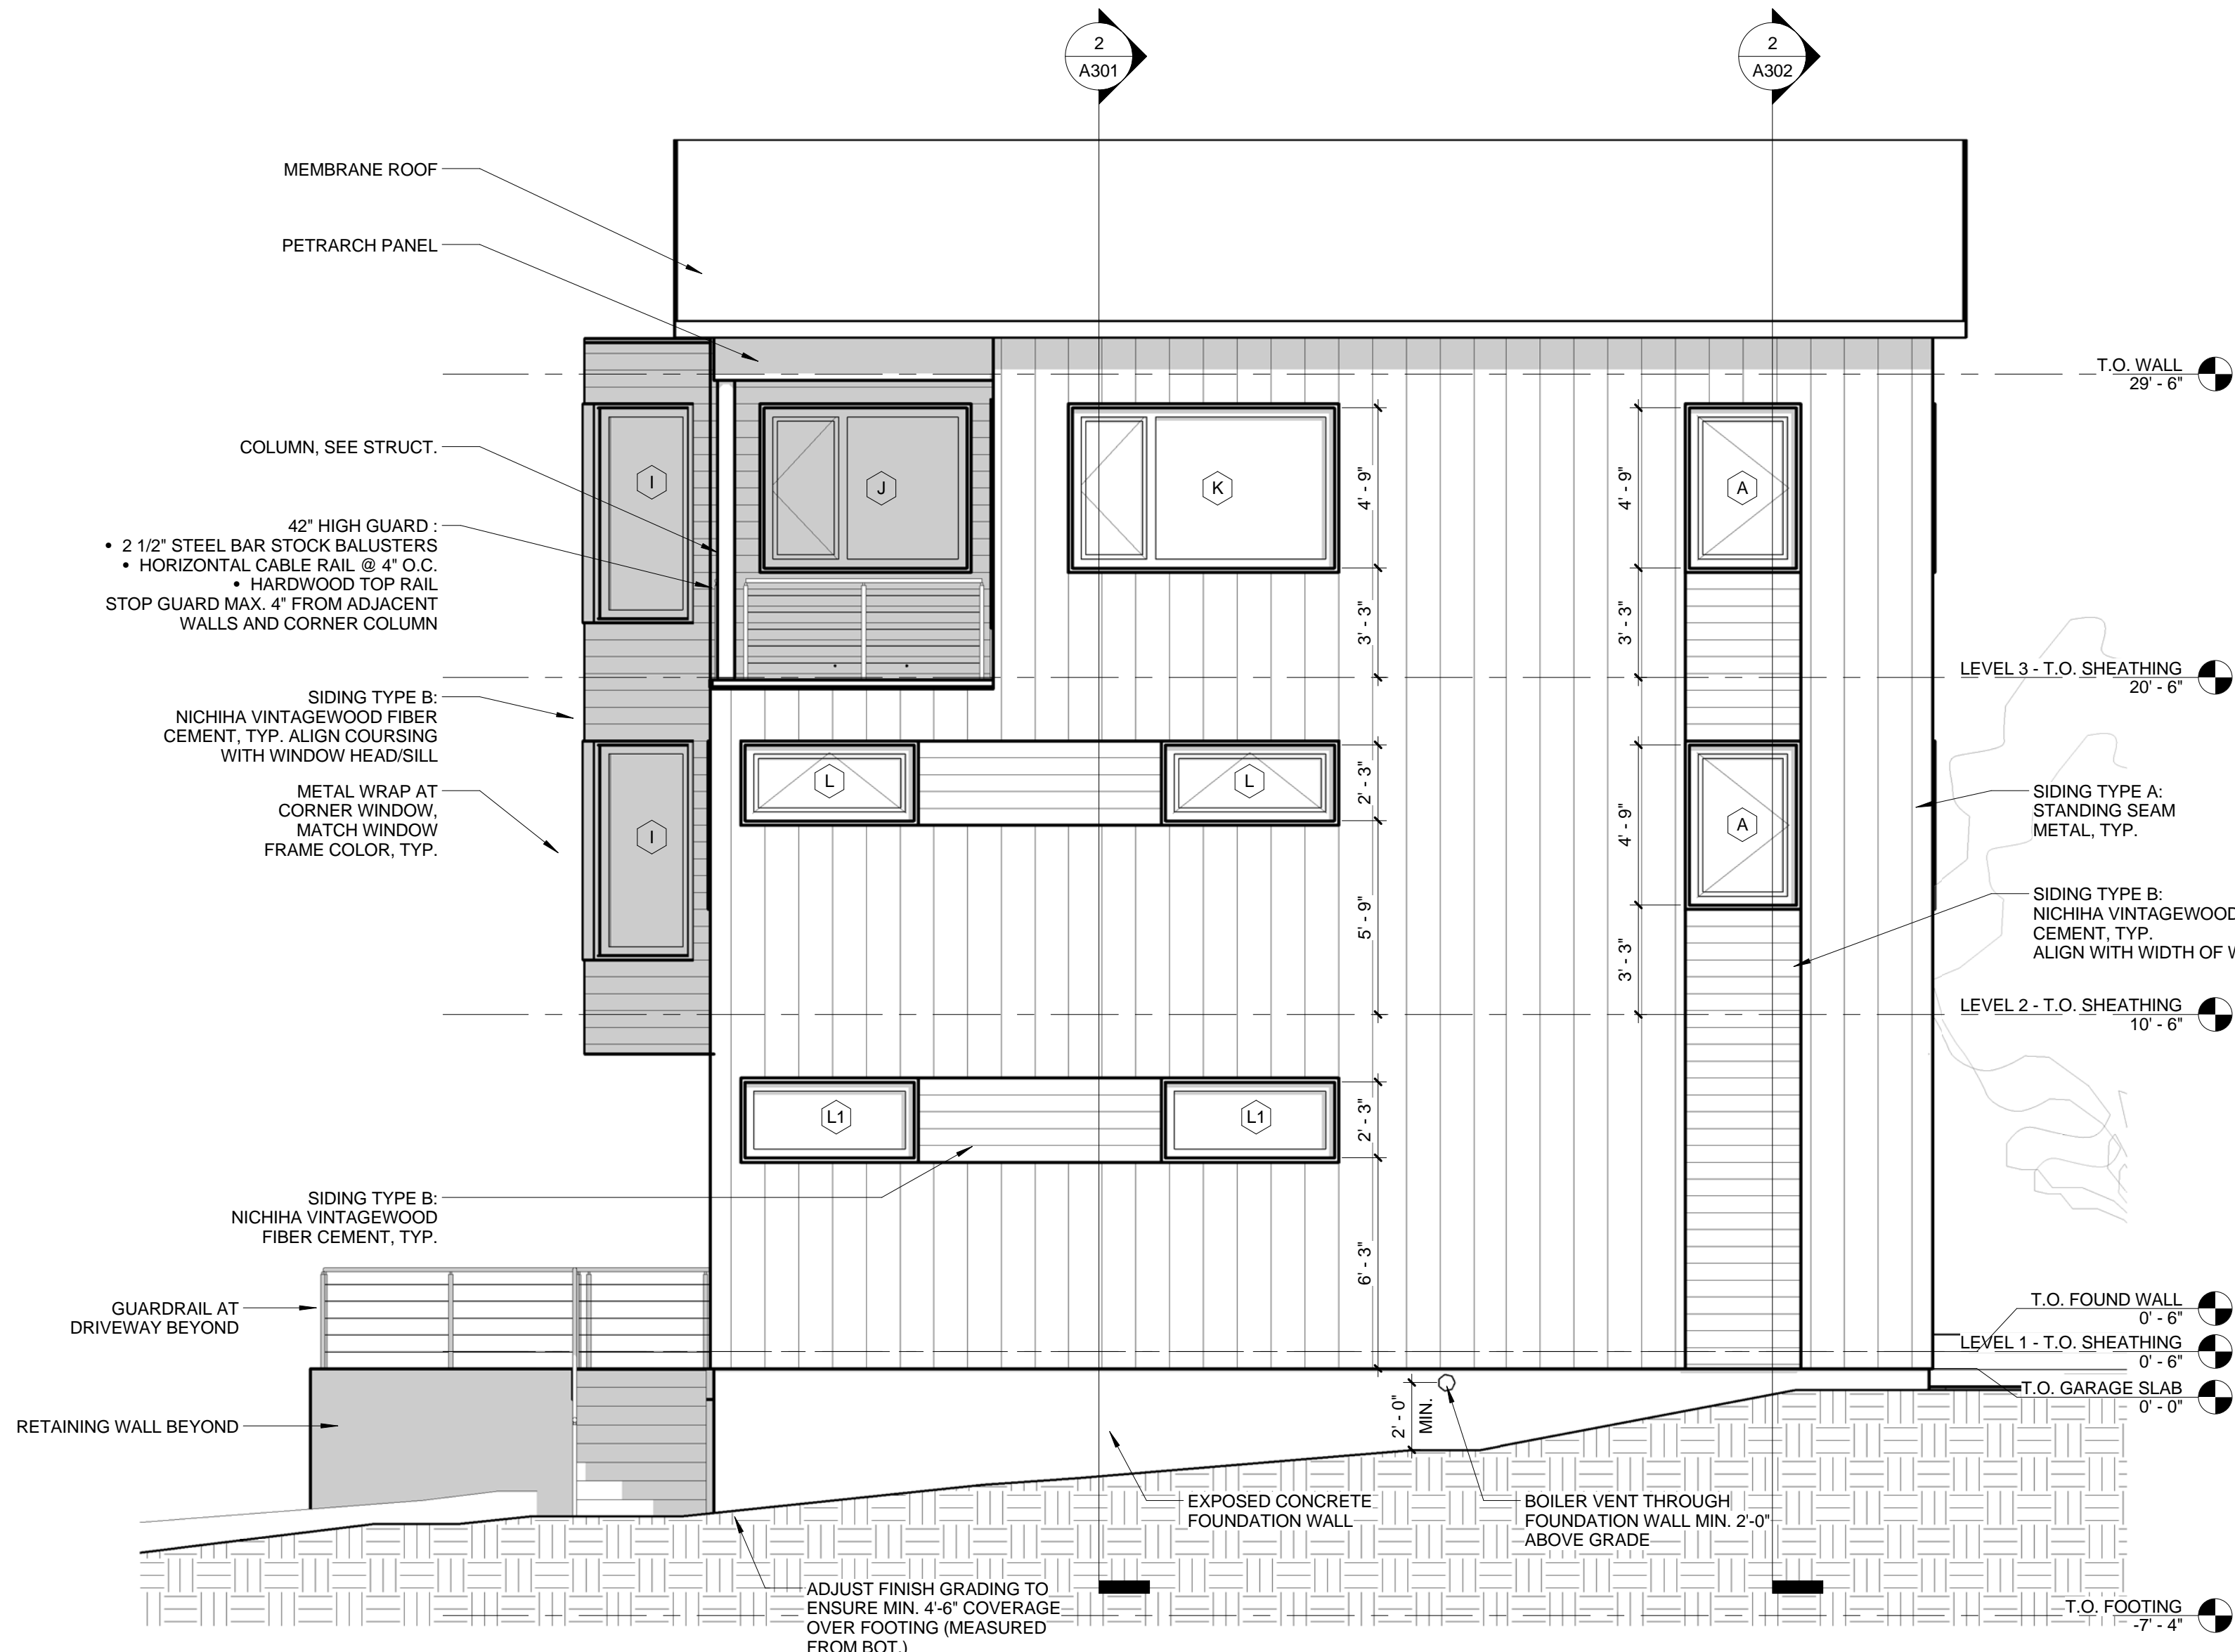 2
A301
2
A302
MEMBRANE ROOF
PETRARCH PANEL
COLUMN, SEE STRUCT.
42" HIGH GUARD :
• 2 1/2" STEEL BAR STOCK BALUSTERS
• HORIZONTAL CABLE RAIL @ 4" O.C.
• HARDWOOD TOP RAIL
STOP GUARD MAX. 4" FROM ADJACENT
WALLS AND CORNER COLUMN
SIDING TYPE B:
NICHIHA VINTAGEWOOD FIBER
CEMENT, TYP. ALIGN COURSING
WITH WINDOW HEAD/SILL
METAL WRAP AT
CORNER WINDOW,
MATCH WINDOW
FRAME COLOR, TYP.
SIDING TYPE B:
NICHIHA VINTAGEWOOD
FIBER CEMENT, TYP.
GUARDRAIL AT
DRIVEWAY BEYOND
RETAINING WALL BEYOND
I
J
K
A
I
L
L
A
L1
L1
4' - 9"
3' - 3"
2' - 3"
5' - 9"
2' - 3"
6' - 3"
4' - 9"
3' - 3"
4' - 9"
3' - 3"
2' - 0"
MIN.
T.O. WALL
29' - 6"
LEVEL 3 - T.O. SHEATHING
20' - 6"
SIDING TYPE A:
STANDING SEAM
METAL, TYP.
SIDING TYPE B:
NICHIHA VINTAGEWOOD
CEMENT, TYP.
ALIGN WITH WIDTH OF
LEVEL 2 - T.O. SHEATHING
10' - 6"
T.O. FOUND WALL
0' - 6"
LEVEL 1 - T.O. SHEATHING
0' - 6"
T.O. GARAGE SLAB
0' - 0"
EXPOSED CONCRETE
FOUNDATION WALL
BOILER VENT THROUGH
FOUNDATION WALL MIN. 2'-0"
ABOVE GRADE
ADJUST FINISH GRADING TO
ENSURE MIN. 4'-6" COVERAGE
OVER FOOTING (MEASURED
FROM BOT.)
T.O. FOOTING
-7' - 4"